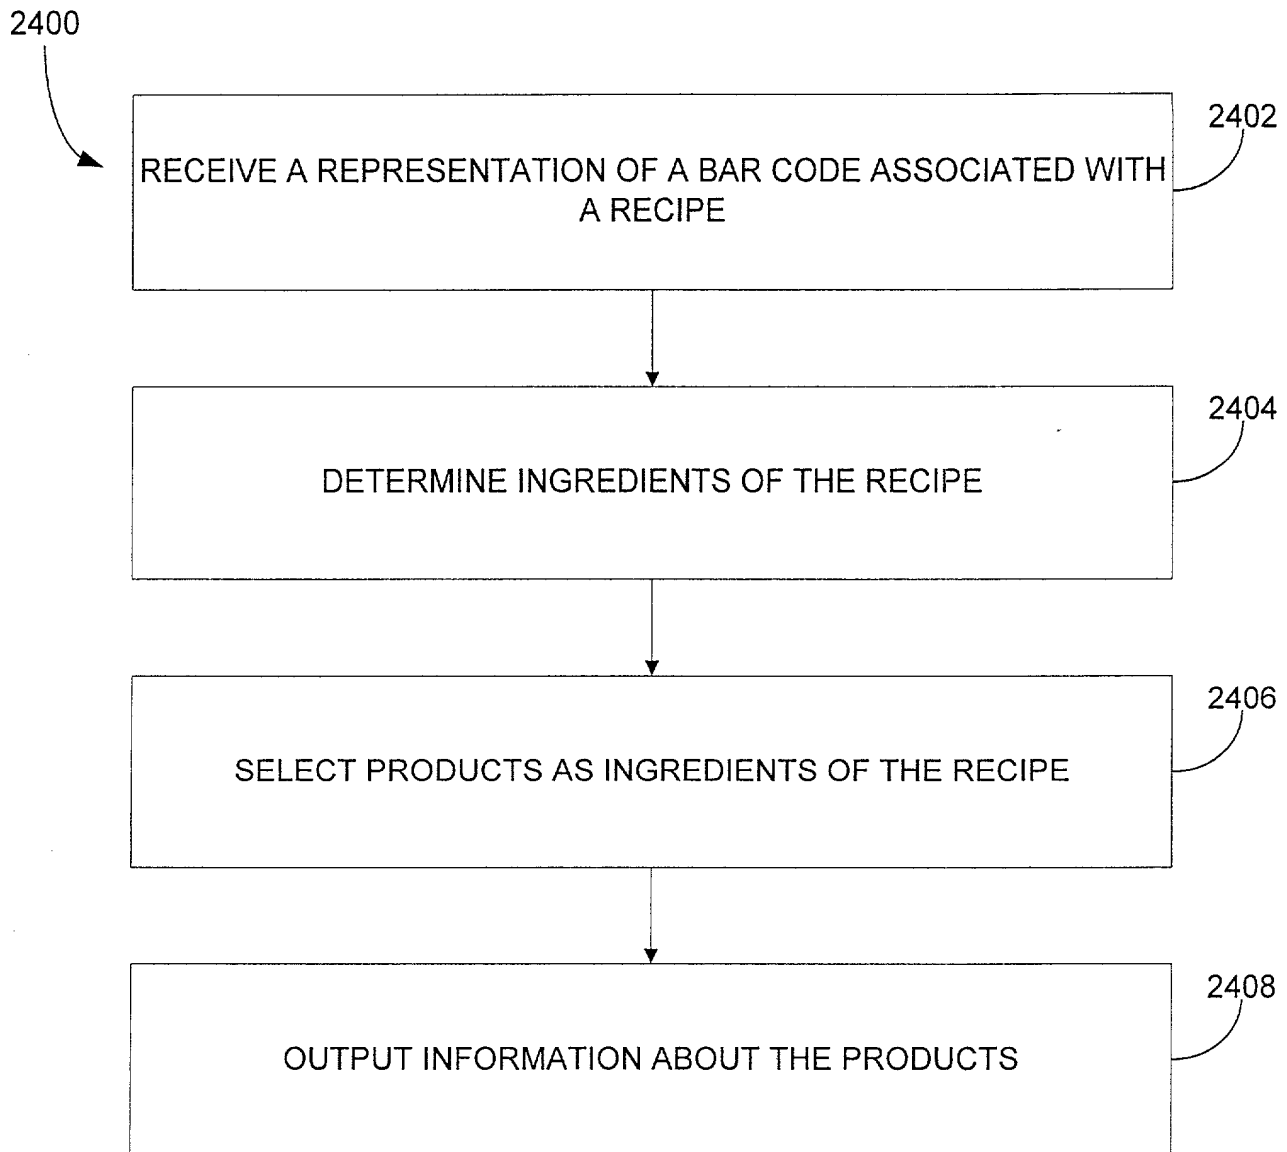 2400
2402
RECEIVE A REPRESENTATION OF A BAR CODE ASSOCIATED WITH
A RECIPE
2404
DETERMINE INGREDIENTS OF THE RECIPE
2406
SELECT PRODUCTS AS INGREDIENTS OF THE RECIPE
2408
OUTPUT INFORMATION ABOUT THE PRODUCTS